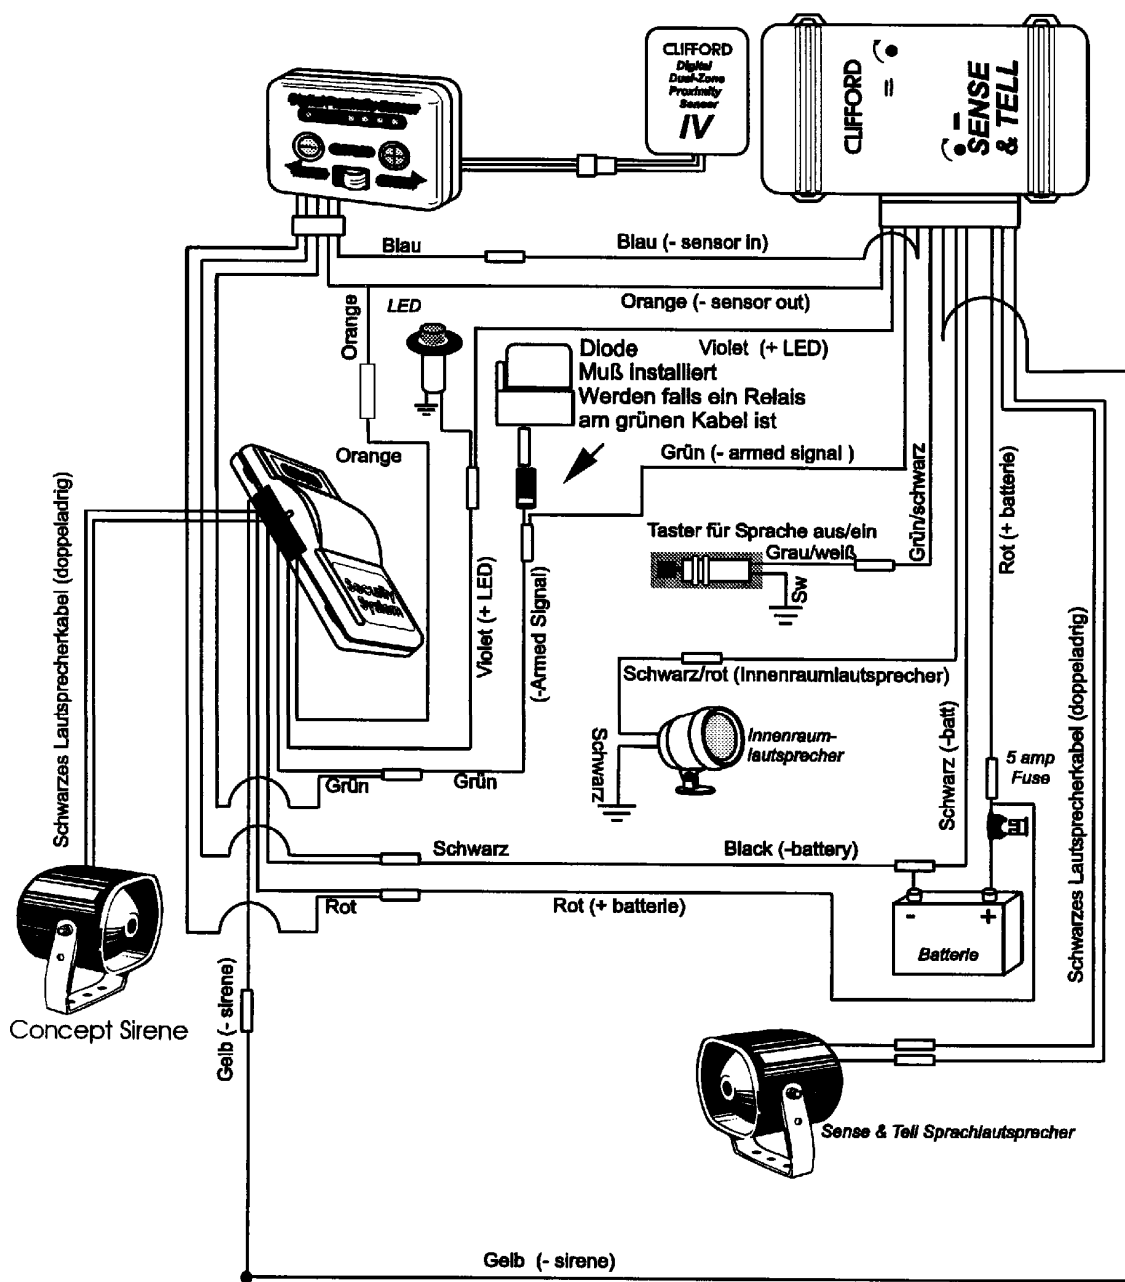 CLIFFORD
Digital
Dual-Zone
Proximity
Sensor
IV
CLIFFORD
SENSE
& TELL
Blau
Blau (- sensor in)
Orange (- sensor out)
Orange
LED
Violet (+ LED)
Diode
Muß installiert
Werden falls ein Relais
am grünen Kabel ist
Orange
Grün (- armed signal )
Grün/schwarz
Rot (+ batterie)
Taster für Sprache aus/ein
Grau/weiß
Sw
Security
System
Schwarzes Lautsprecherkabel (doppeladrig)
Violet (+ LED)
(-Armed Signal)
Schwarz/rot (Innenraumlautsprecher)
Schwarz
Innenraum-
lautsprecher
Schwarz (-batt)
5 amp
Fuse
Schwarzes Lautsprecherkabel (doppeladrig)
Grün
Grün
Schwarz
Black (-battery)
Rot
Rot (+ batterie)
- +
Batterie
Concept Sirene
Gelb (- sirene)
Sense & Tell Sprachlautsprecher
Gelb (- sirene)